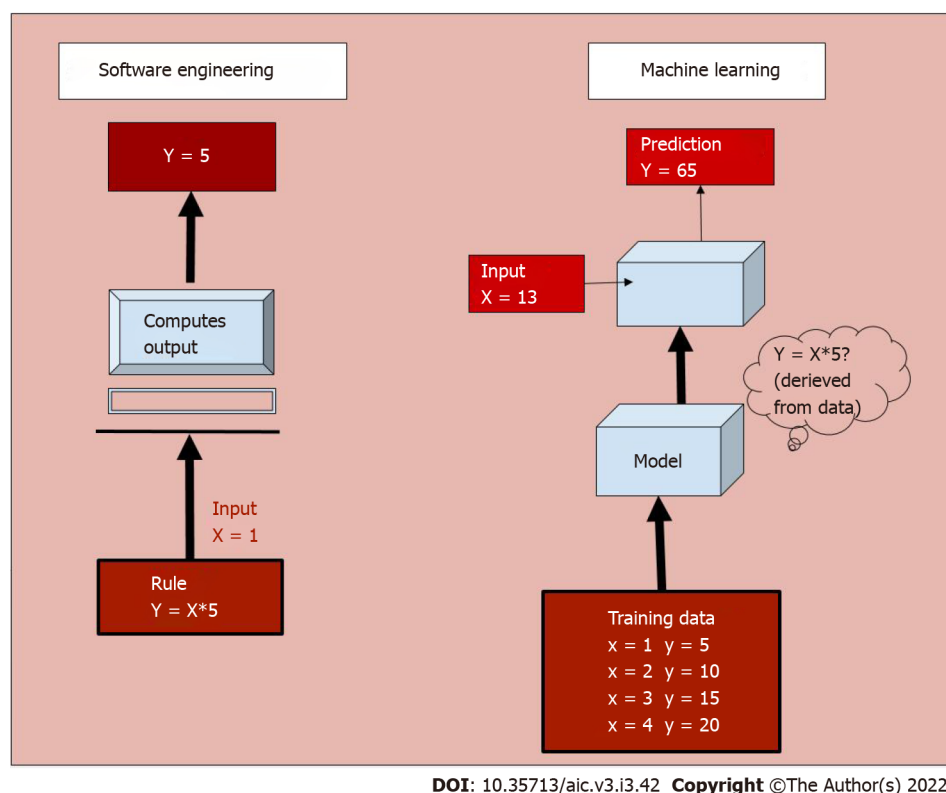 Software engineering
Y = 5
Computes
output
Input
X = 1
Rule
Y = X*5
Machine learning
Prediction
Y = 65
Input
X = 13
Y = X*5?
(derieved
from data)
Model
Training data
x = 1 y = 5
x = 2 y = 10
x = 3 y = 15
x = 4 y = 20
DOI: 10.35713/aic.v3.i3.42 Copyright ©The Author(s) 2022